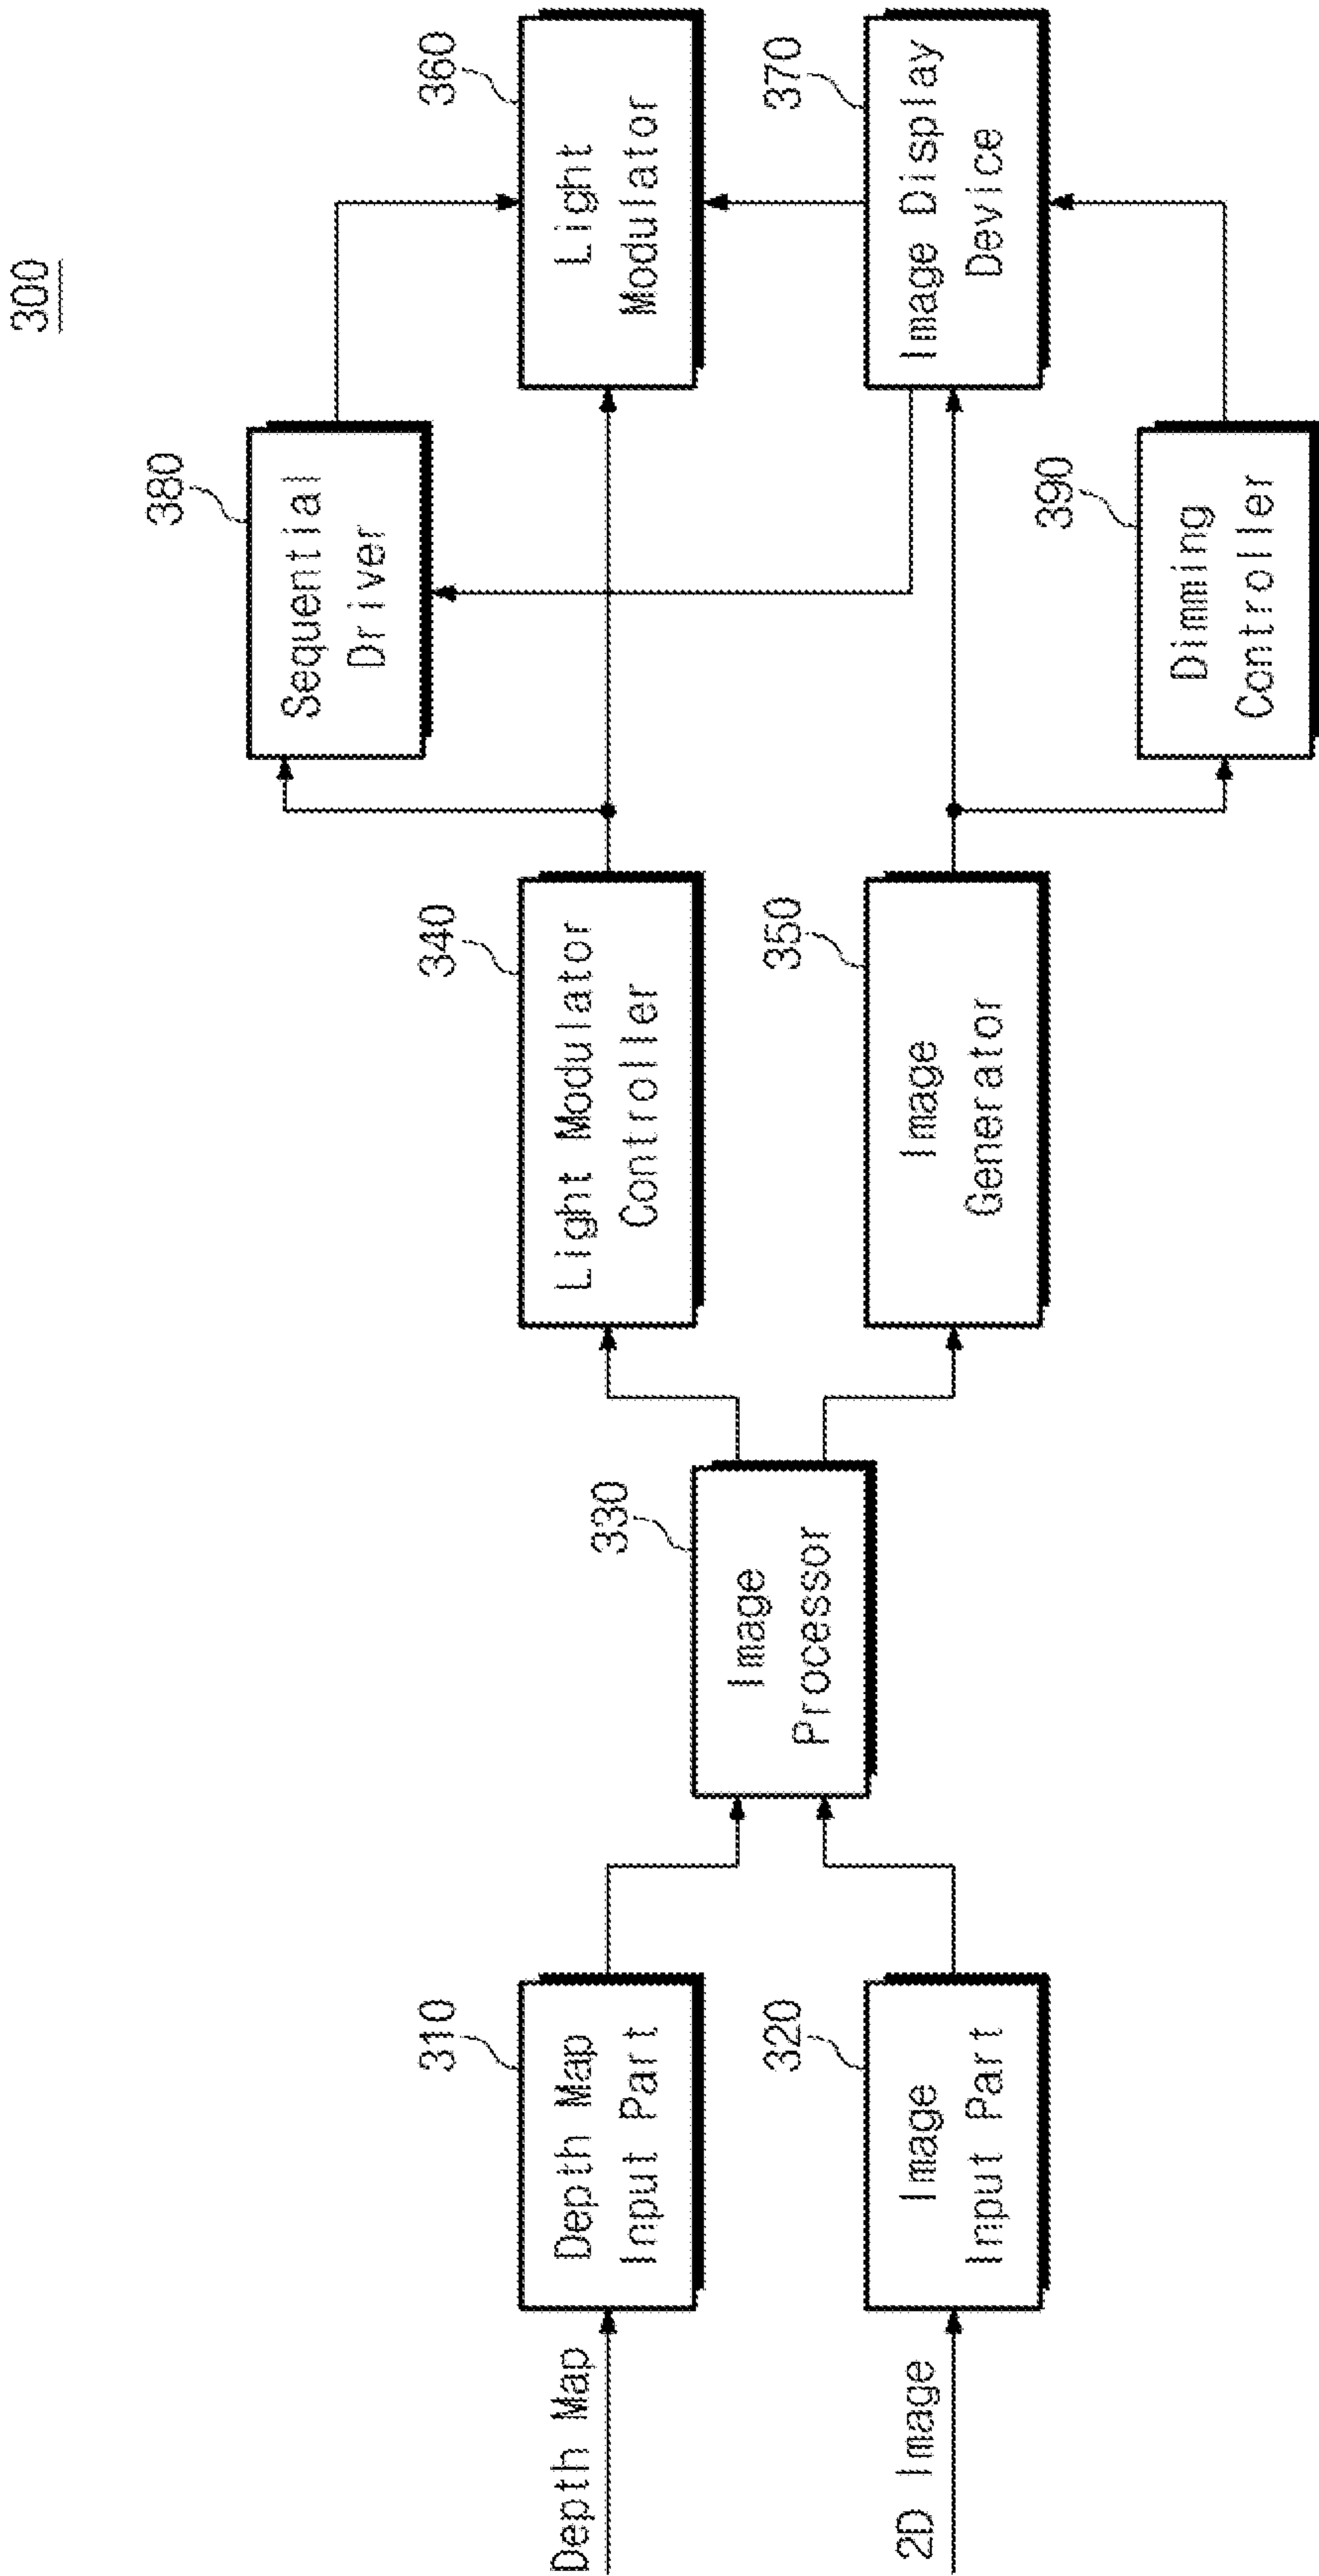 300
380
Sequential
Driver
310
Depth Map
Depth Map
Input Part
340
Light Modulator
Controller
360
Light
Modulator
330
Image
Processor
320
2D Image
Image
Input Part
350
Image
Generator
370
Image Display
Device
390
Dimming
Controller